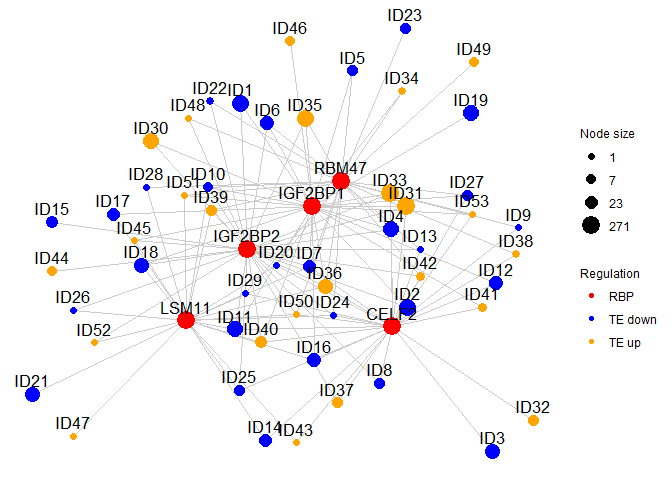 ID23
ID46
ID5
ID49
ID34
ID22
ID1
ID48
ID6
ID35
ID19
ID30
RBM47
ID28
ID10
ID51
IGF2BP1
ID33
ID31
ID27
ID39
ID53
ID17
ID15
ID4
ID9
ID45
IGF2BP2
ID13
ID38
ID44
ID18
ID20
ID7
ID42
ID12
ID36
ID29
ID26
LSM11
ID50
ID24
CELF2
ID2
ID41
ID52
ID11
ID40
ID16
ID21
ID25
ID8
ID37
ID32
ID47
ID14
ID43
ID3
Node size
1
7
23
271
Regulation
RBP
TE down
TE up